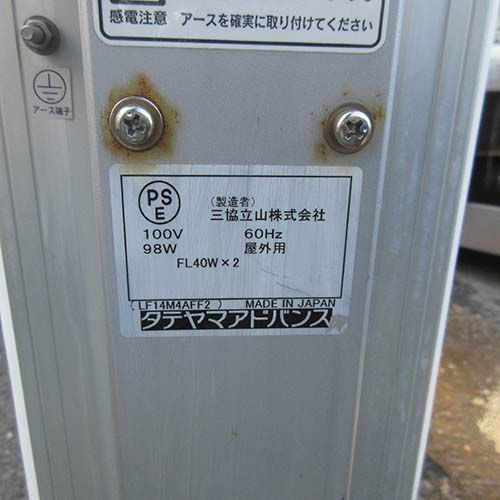 感電注意 アースを確実に取り付けてください。
アース端子
PS
E
(製造者)
三協立山株式会社
100V 60Hz
98W 屋外用
FL40W×2
( LF14M4AFF2 ) MADE IN JAPAN
タテヤマアドバンス